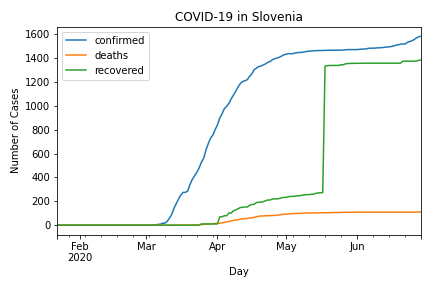 COVID-19 in Slovenia
confirmed
deaths
recovered
Number of Cases
1600
1400
1200
1000
800
600
400
200
0
Feb
2020
Mar
Apr
May
Jun
Day